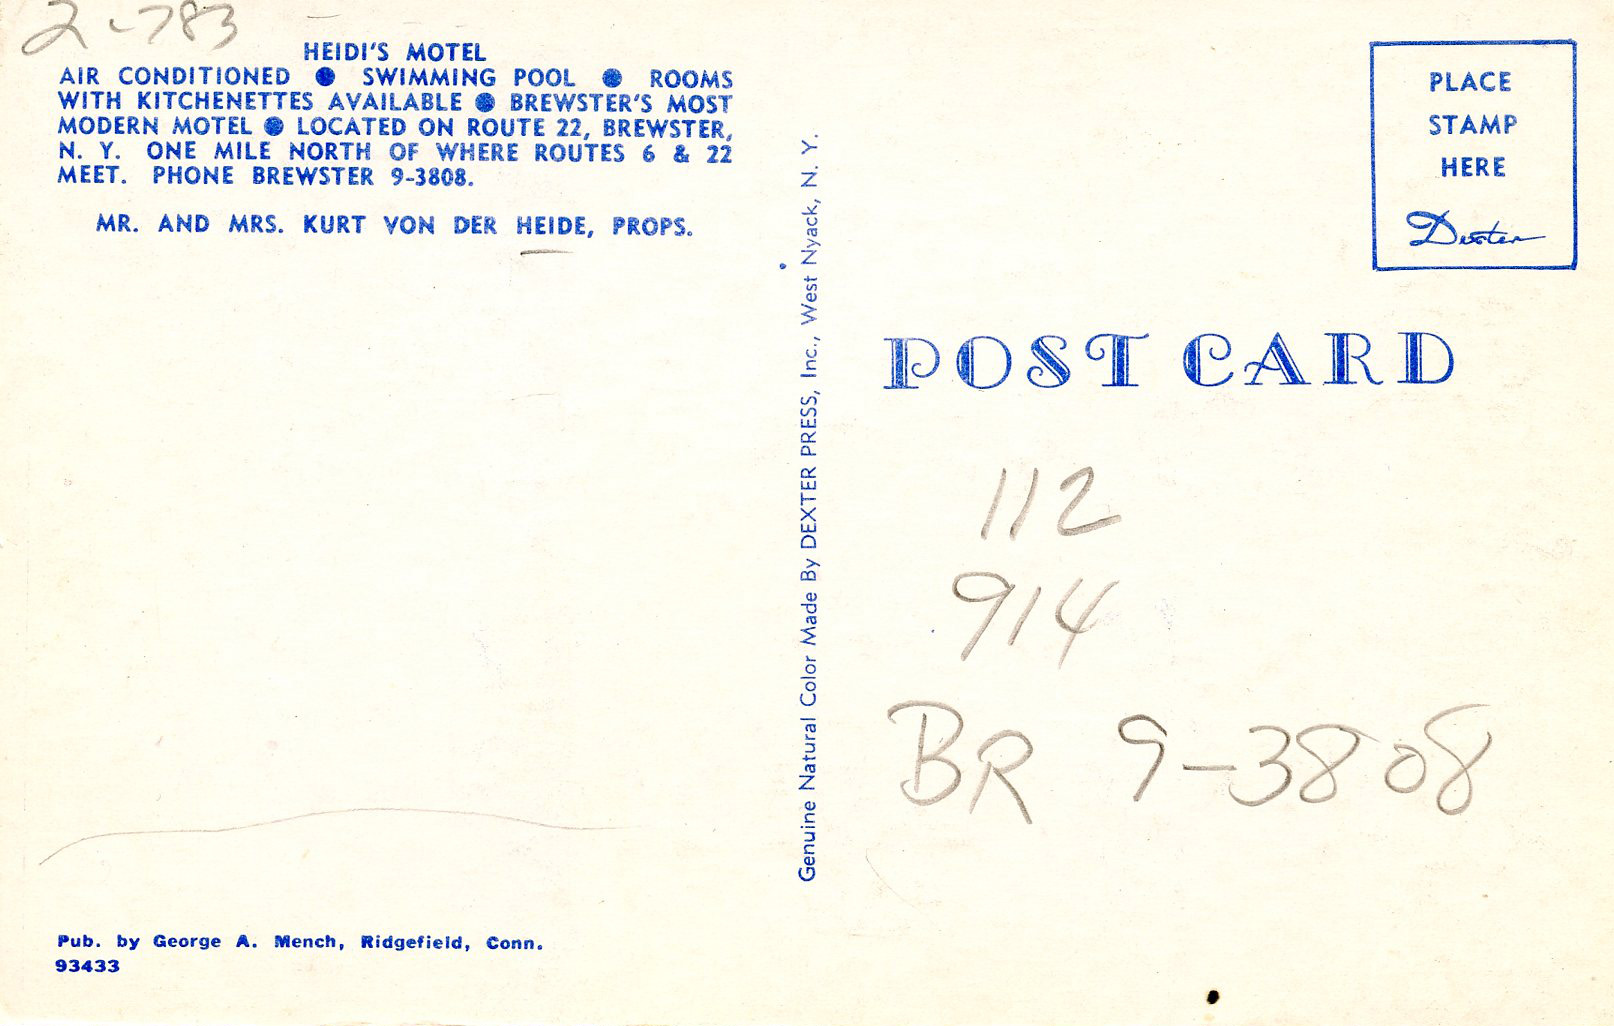 2-783
HEIDI'S MOTEL
AIR CONDITIONED ● SWIMMING POOL ● ROOMS
WITH KITCHENETTES AVAILABLE ● BREWSTER'S MOST
MODERN MOTEL ● LOCATED ON ROUTE 22, BREWSTER,
N. Y. ONE MILE NORTH OF WHERE ROUTES 6 & 22
MEET. PHONE BREWSTER 9-3808.
MR. AND MRS. KURT VON DER HEIDE, PROPS.
Pub. by George A. Mench, Ridgefield, Conn.
93433
Genuine Natural Color Made By DEXTER PRESS, Inc., West Nyack, N. Y.
PLACE
STAMP
HERE
Dexter
POST CARD
112
914
BR 9-3808